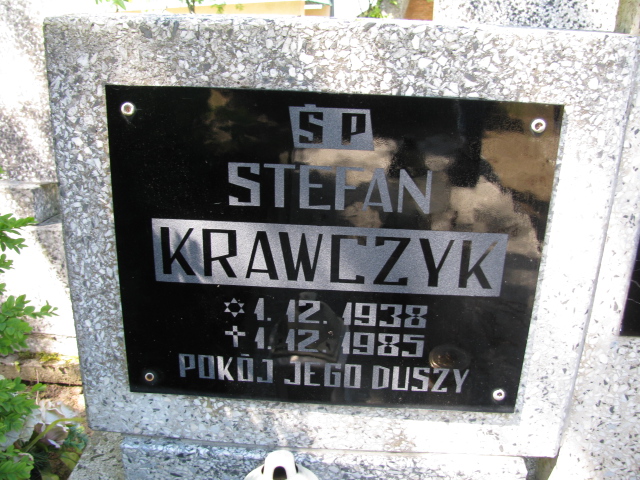 ŚP
STEFAN
KRAWCZYK
✡ 1. 12. 1938
✝ 1. 12. 1985
POKÓJ JEGO DUSZY